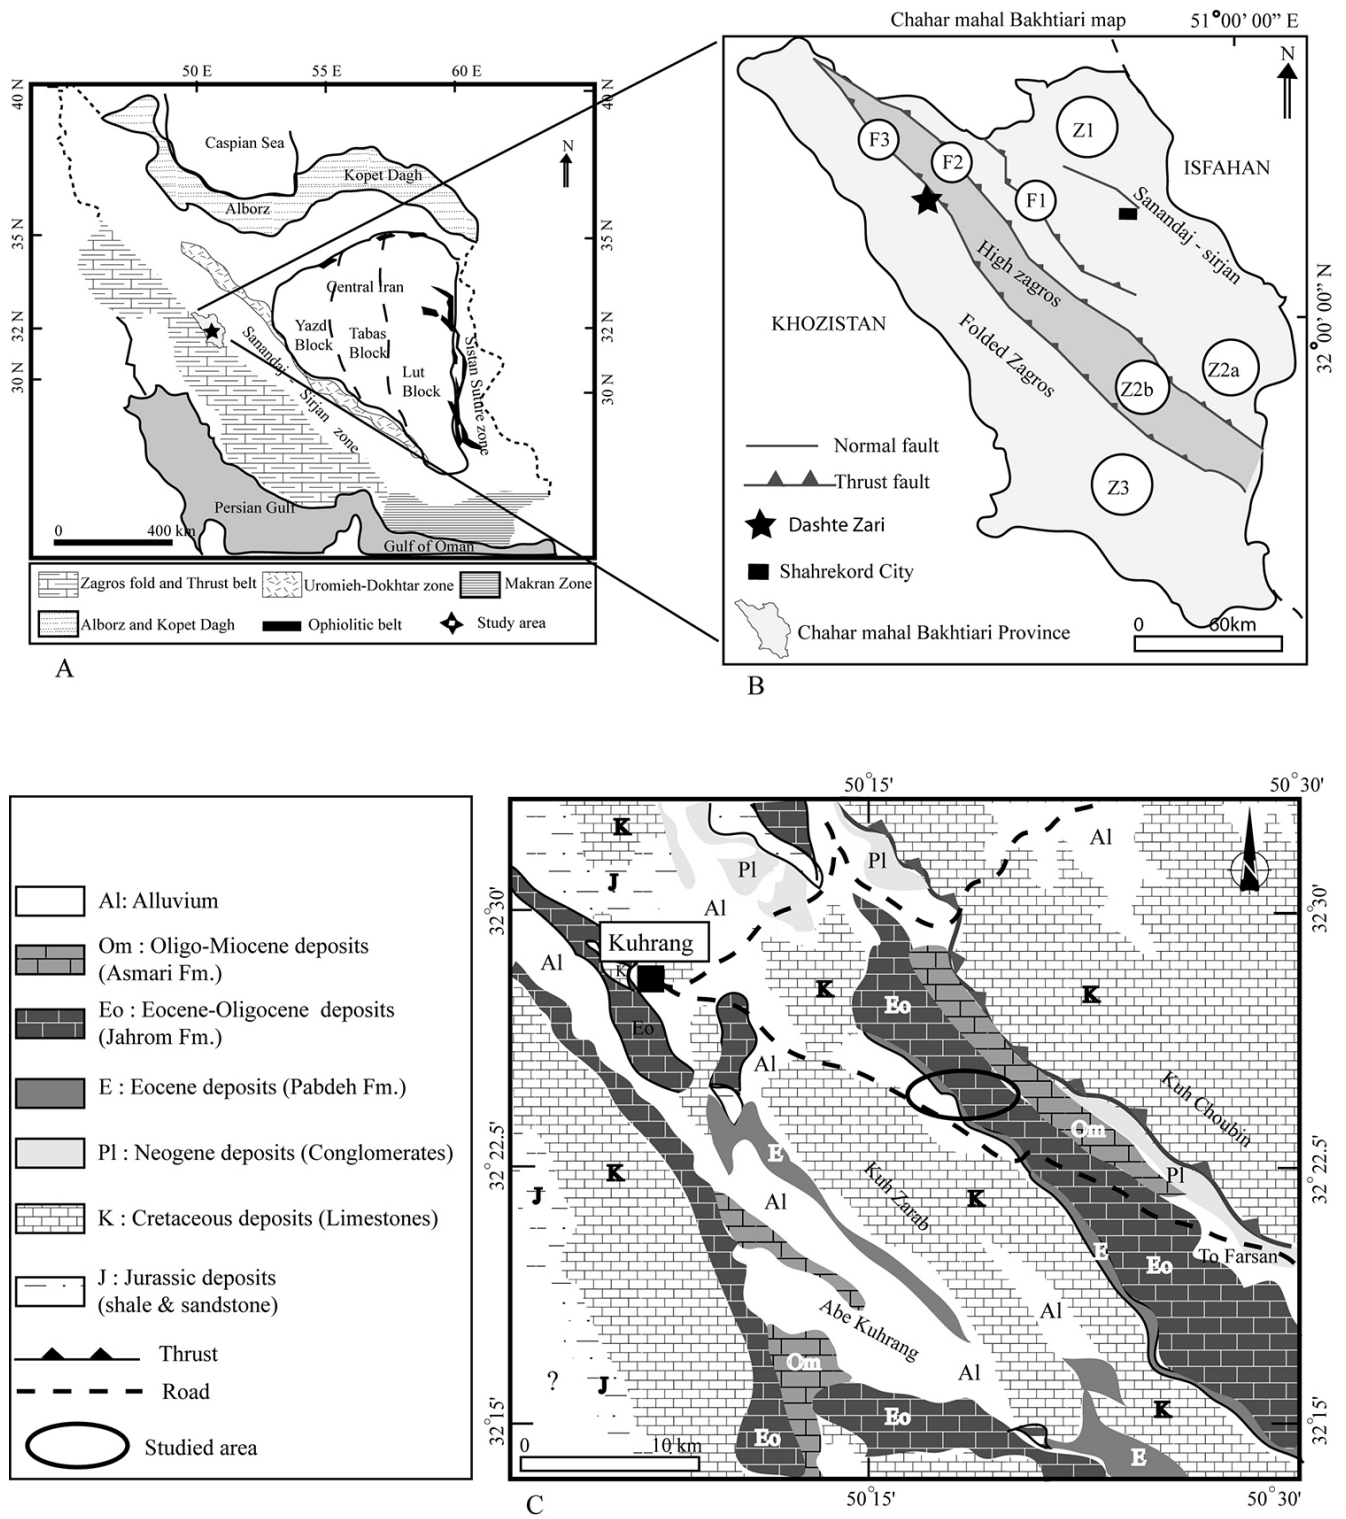 Chahar mahal Bakhtiari map
51°00’ 00” E
50 E
55 E
60 E
40 N
40 N
35 N
35 N
32 N
32 N
30 N
30 N
Caspian Sea
N
Kopet Dagh
Alborz
Central Iran
Yazd
Block
Tabas
Block
Lut
Block
Sanandaj - Sirjan zone
Sistan Suture zone
Persian Gulf
Gulf of Oman
0
400 km
Zagros fold and Thrust belt
Uromieh-Dokhtar zone
Makran Zone
Alborz and Kopet Dagh
Ophiolitic belt
Study area
A
N
Z1
F3
F2
F1
ISFAHAN
Sanandaj - sirjan
High zagros
KHOZISTAN
Folded Zagros
32°00’ 00” N
Z2a
Z2b
Z3
Normal fault
Thrust fault
Dashte Zari
Shahrekord City
Chahar mahal Bakhtiari Province
0
60km
B
Al: Alluvium
Om : Oligo-Miocene deposits
(Asmari Fm.)
Eo : Eocene-Oligocene deposits
(Jahrom Fm.)
E : Eocene deposits (Pabdeh Fm.)
Pl : Neogene deposits (Conglomerates)
K : Cretaceous deposits (Limestones)
J : Jurassic deposits
(shale & sandstone)
Thrust
Road
Studied area
50°15'
50°30'
K
Al
Pl
Pl
J
Al
32°30'
32°30'
Kuhrang
Al
K
K
K
Eo
Eo
Al
Kuh Choubin
Om
32°22.5'
32°22.5'
E
K
Pl
J
Kuh Zarab
K
Al
E
Eo
To Farsan
Al
Abe Kuhrang
Om
Al
?
J
Eo
K
32°15'
32°15'
Eo
E
0
10 km
C
50°15'
50°30'